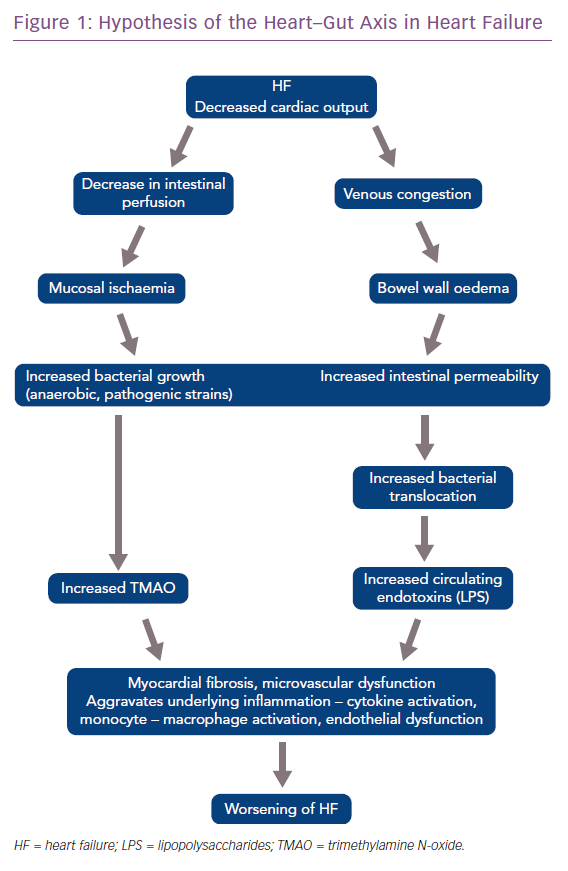 Figure 1: Hypothesis of the Heart–Gut Axis in Heart Failure
HF
Decreased cardiac output
Decrease in intestinal
perfusion
Venous congestion
Mucosal ischaemia
Bowel wall oedema
Increased bacterial growth
(anaerobic, pathogenic strains)
Increased intestinal permeability
Increased bacterial
translocation
Increased TMAO
Increased circulating
endotoxins (LPS)
Myocardial fibrosis, microvascular dysfunction
Aggravates underlying inflammation – cytokine activation,
monocyte – macrophage activation, endothelial dysfunction
Worsening of HF
HF = heart failure; LPS = lipopolysaccharides; TMAO = trimethylamine N-oxide.